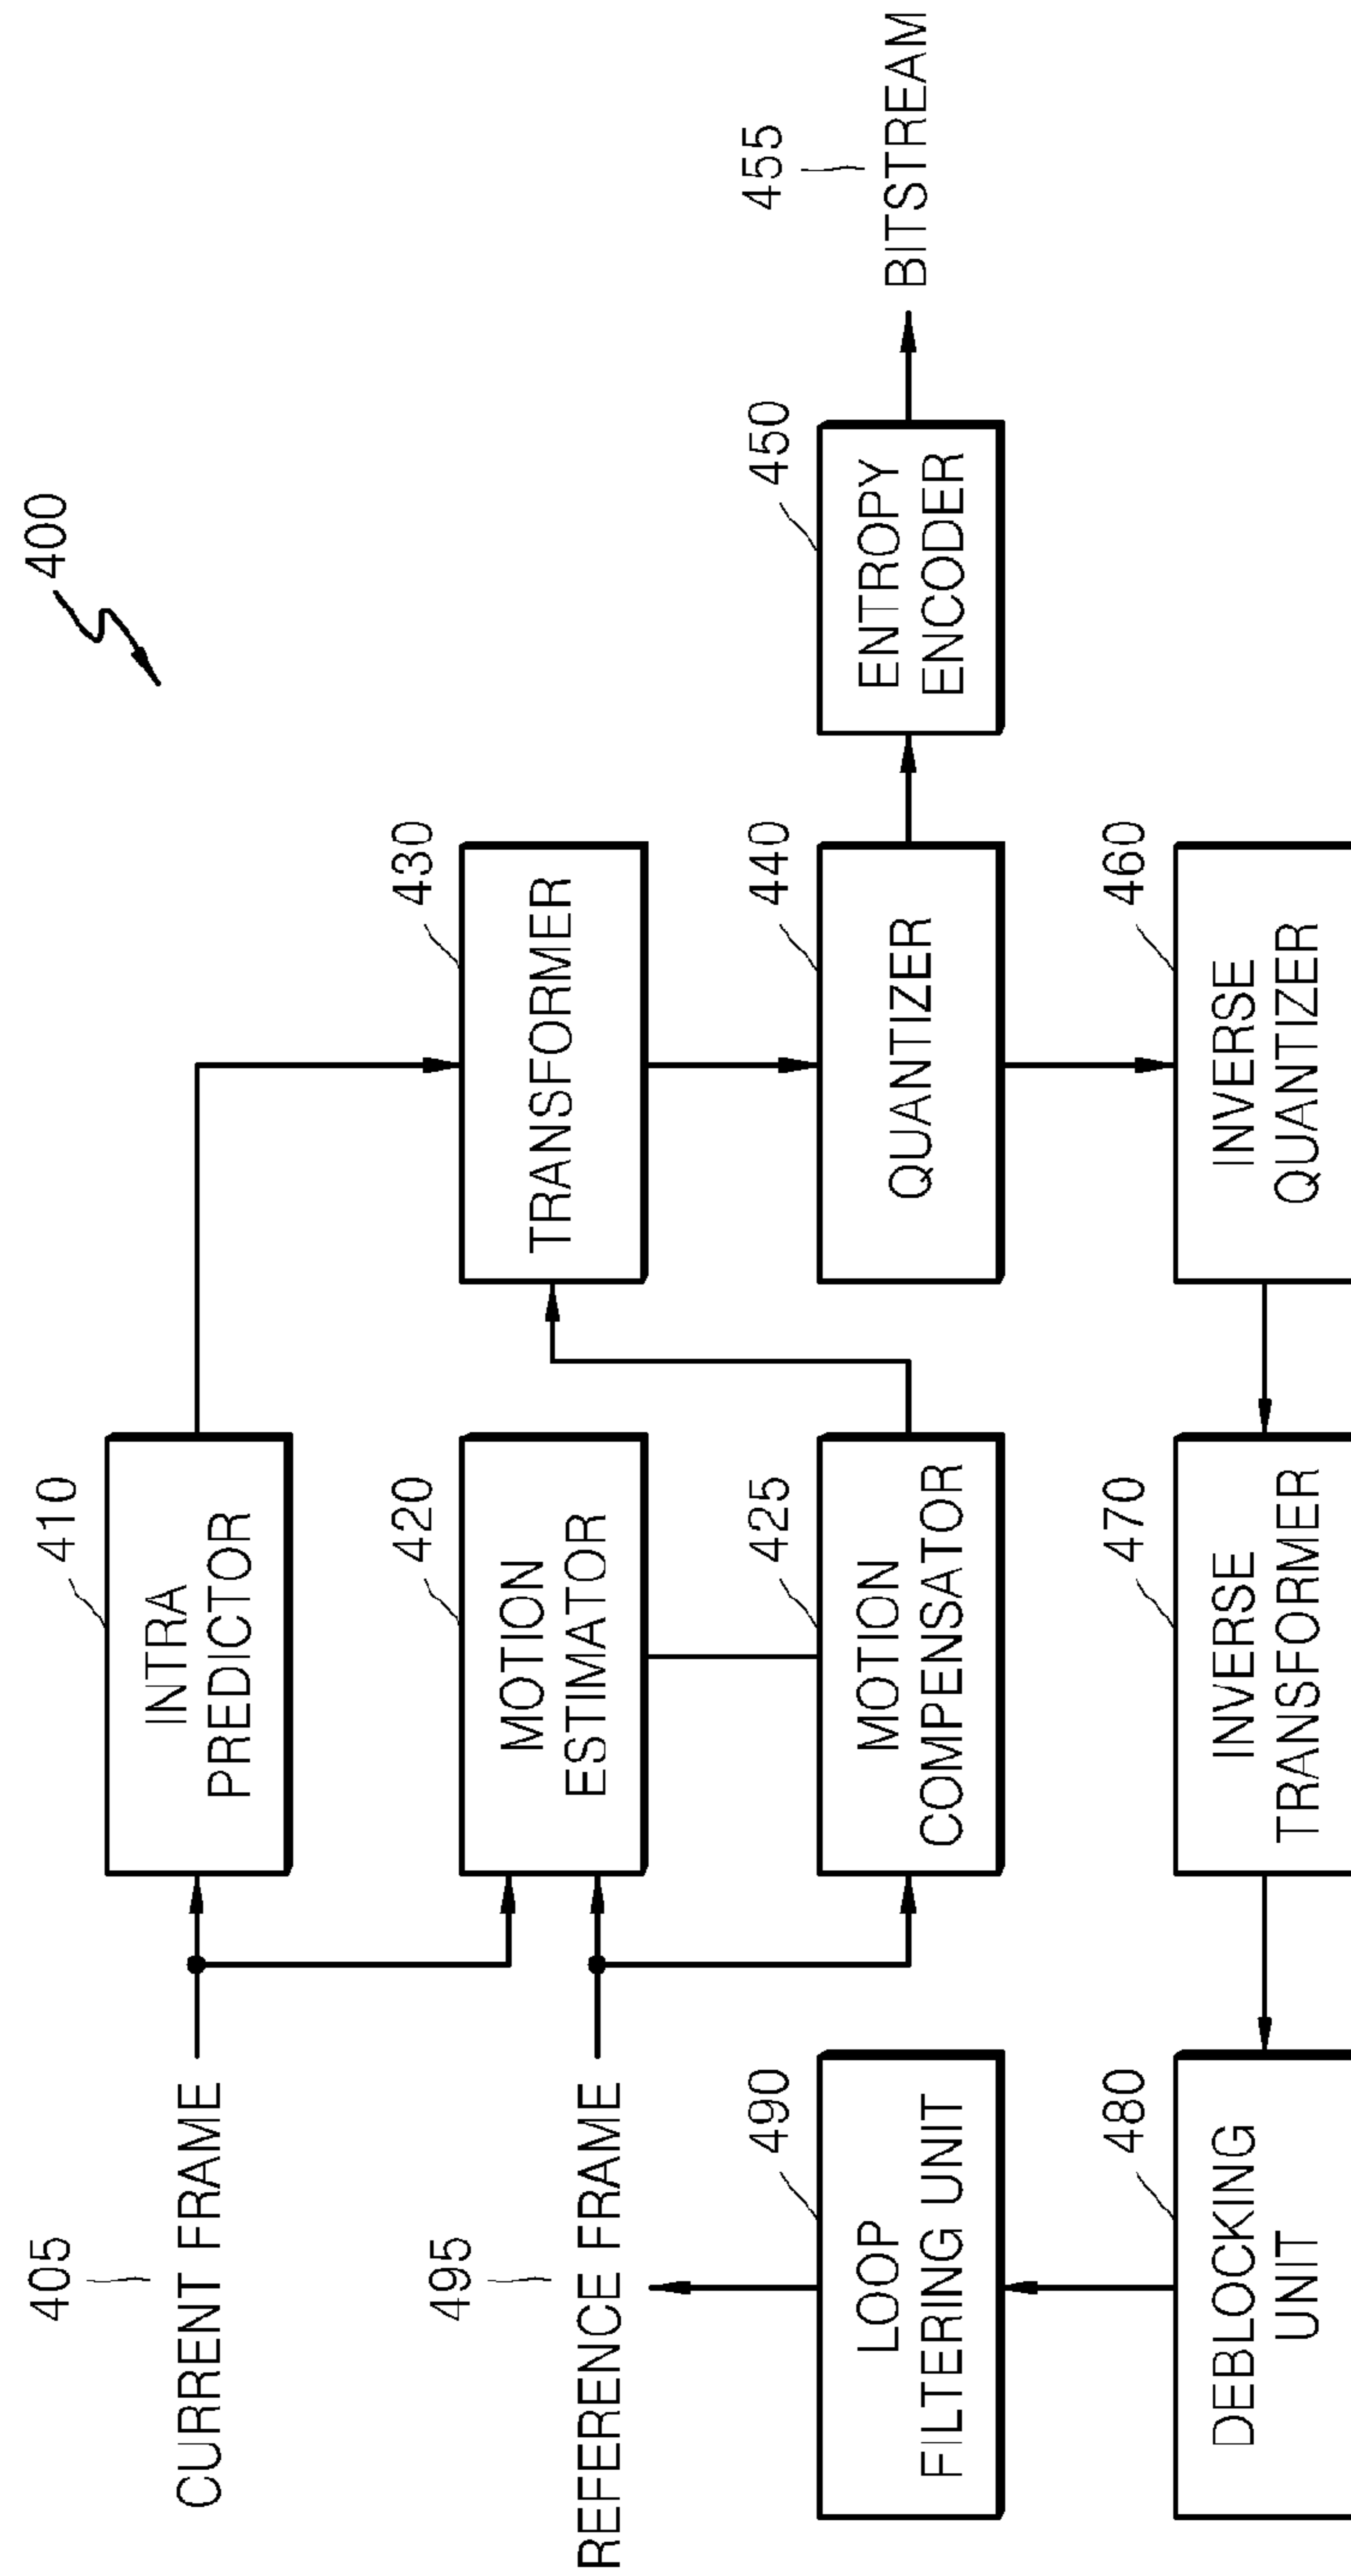 400
405
CURRENT FRAME
410
INTRA
PREDICTOR
495
REFERENCE FRAME
420
MOTION
ESTIMATOR
430
TRANSFORMER
490
LOOP
FILTERING UNIT
425
MOTION
COMPENSATOR
440
QUANTIZER
450
ENTROPY
ENCODER
455
BITSTREAM
480
DEBLOCKING
UNIT
470
INVERSE
TRANSFORMER
460
INVERSE
QUANTIZER